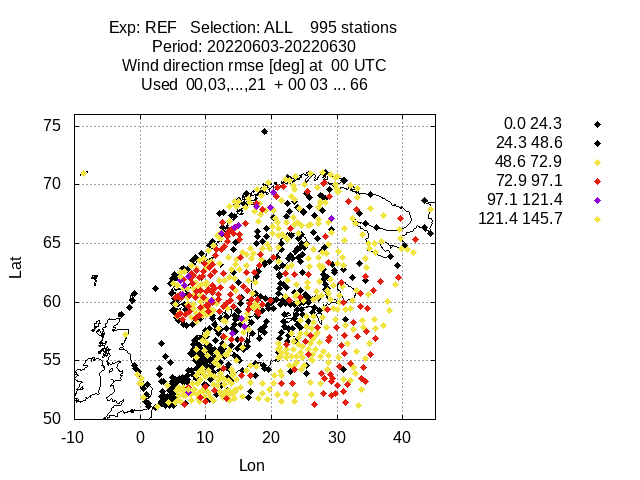 Exp: REF   Selection: ALL    995 stations
Period: 20220603-20220630
Wind direction rmse [deg] at  00 UTC
Used  00,03,...,21  + 00 03 ... 66
0.0 24.3
24.3 48.6
48.6 72.9
72.9 97.1
97.1 121.4
121.4 145.7
75
70
65
60
55
50
Lat
-10 0 10 20 30 40
Lon